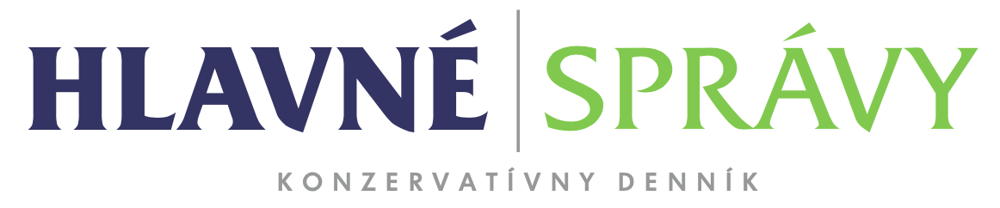 HLAVNÉ | SPRÁVY
KONZERVATÍVNY DENNÍK